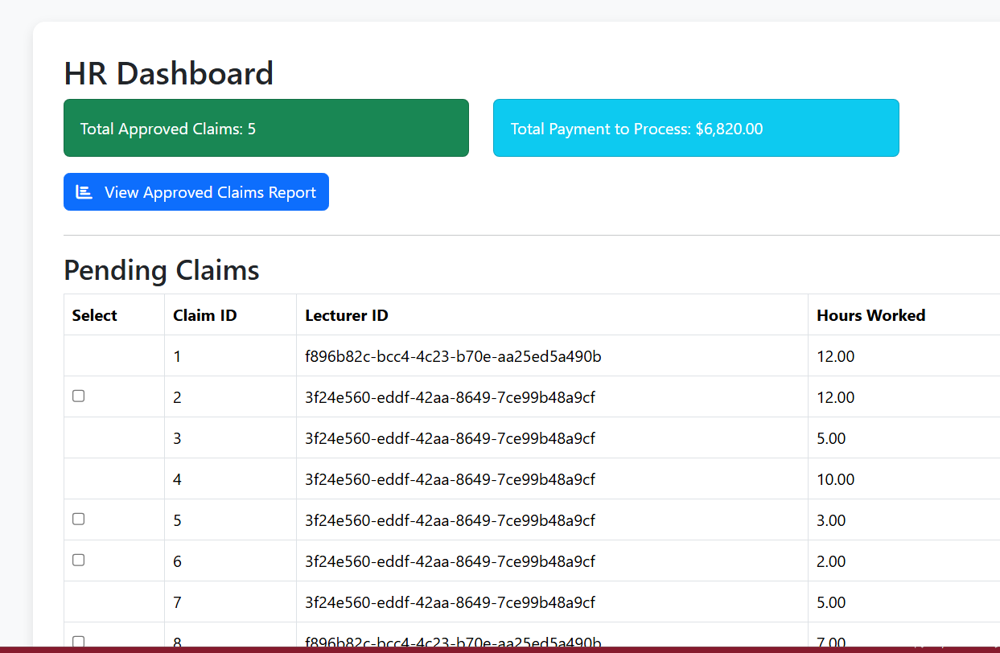 HR Dashboard
Total Approved Claims: 5
Total Payment to Process: $6,820.00
View Approved Claims Report
Pending Claims
Select Claim ID Lecturer ID Hours Worked
1 f896b82c-bcc4-4c23-b70e-aa25ed5a490b 12.00
2 3f24e560-eddf-42aa-8649-7ce99b48a9cf 12.00
3 3f24e560-eddf-42aa-8649-7ce99b48a9cf 5.00
4 3f24e560-eddf-42aa-8649-7ce99b48a9cf 10.00
5 3f24e560-eddf-42aa-8649-7ce99b48a9cf 3.00
6 3f24e560-eddf-42aa-8649-7ce99b48a9cf 2.00
7 3f24e560-eddf-42aa-8649-7ce99b48a9cf 5.00
8 f896b82c-bcc4-4c23-b70e-aa25ed5a490b 7.00